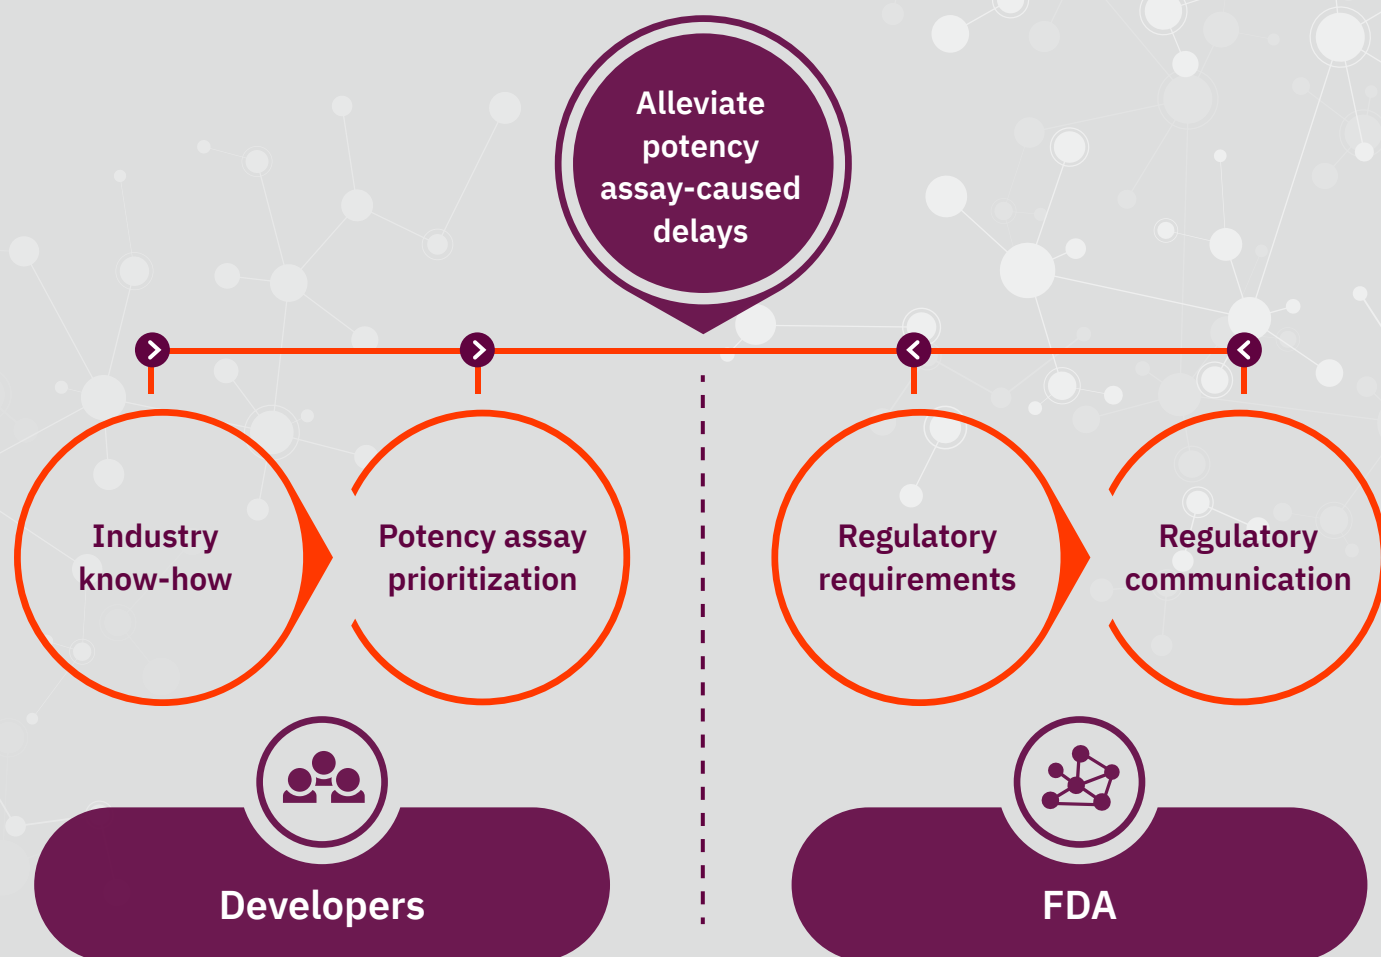 Alleviate
potency
assay-caused
delays
Industry
know-how
Potency assay
prioritization
Regulatory
requirements
Regulatory
communication
Developers
FDA